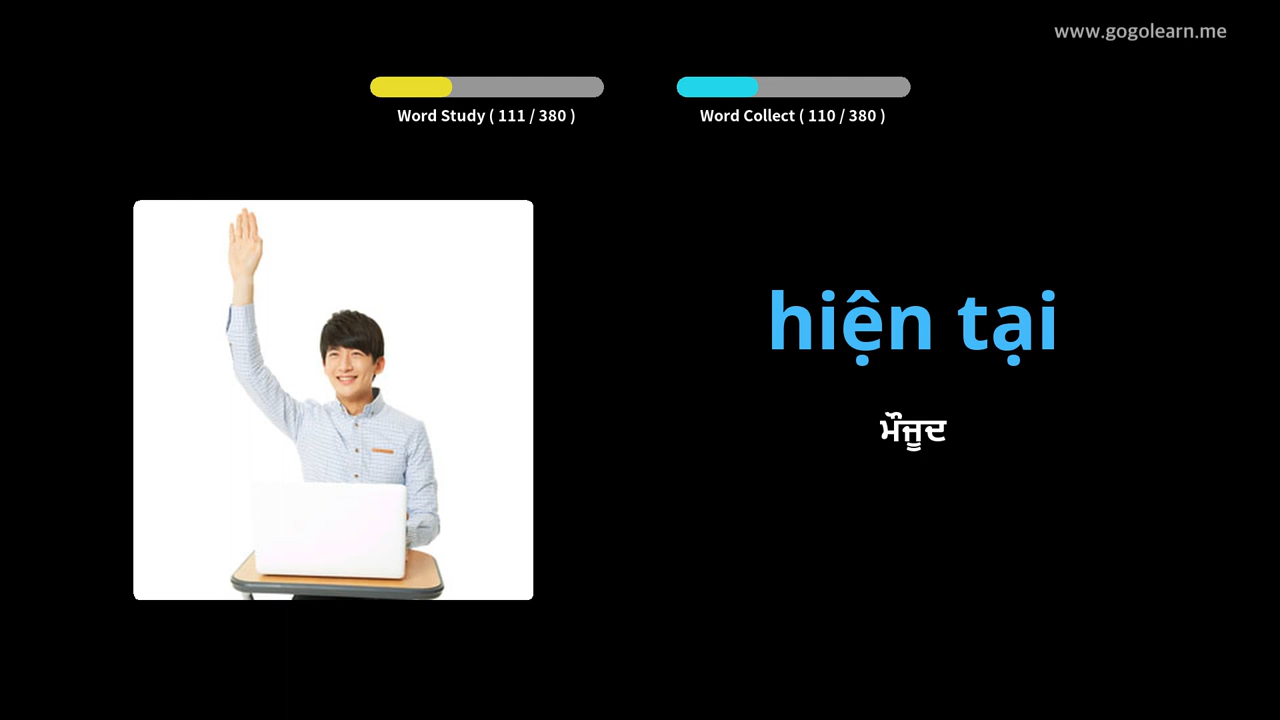 www.gogolearn.me
Word Study ( 111 / 380 )
Word Collect ( 110 / 380 )
hiện tại
ਮੌਜੂਦ